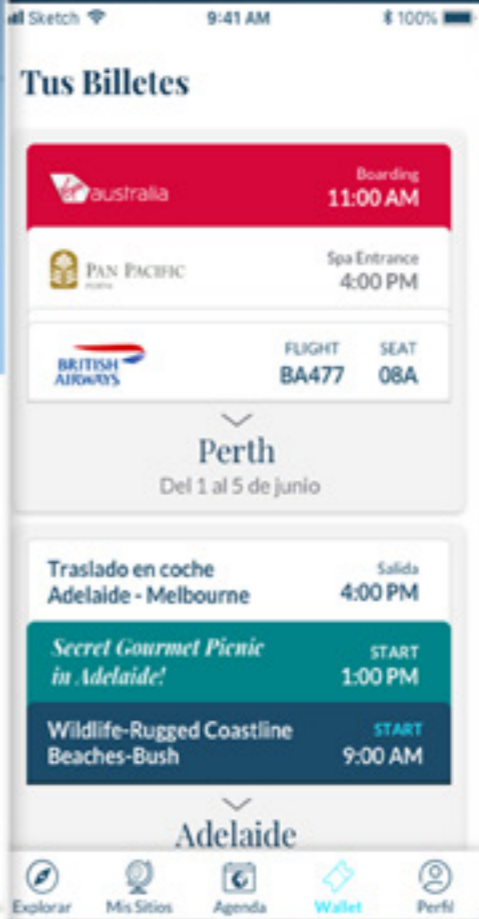 Sketch 9:41 AM 100%
Tus Billetes
Boarding
australia 11:00 AM
Spa Entrance
PAN PACIFIC 4:00 PM
PERTH
FLIGHT SEAT
BRITISH AIRWAYS BA477 08A
Perth
Del 1 al 5 de junio
Traslado en coche Salida
Adelaide - Melbourne 4:00 PM
Secret Gourmet Picnic START
in Adelaide! 1:00 PM
Wildlife-Rugged Coastline START
Beaches-Bush 9:00 AM
Adelaide
Explorar Mis Sitios Agenda Wallet Perfil